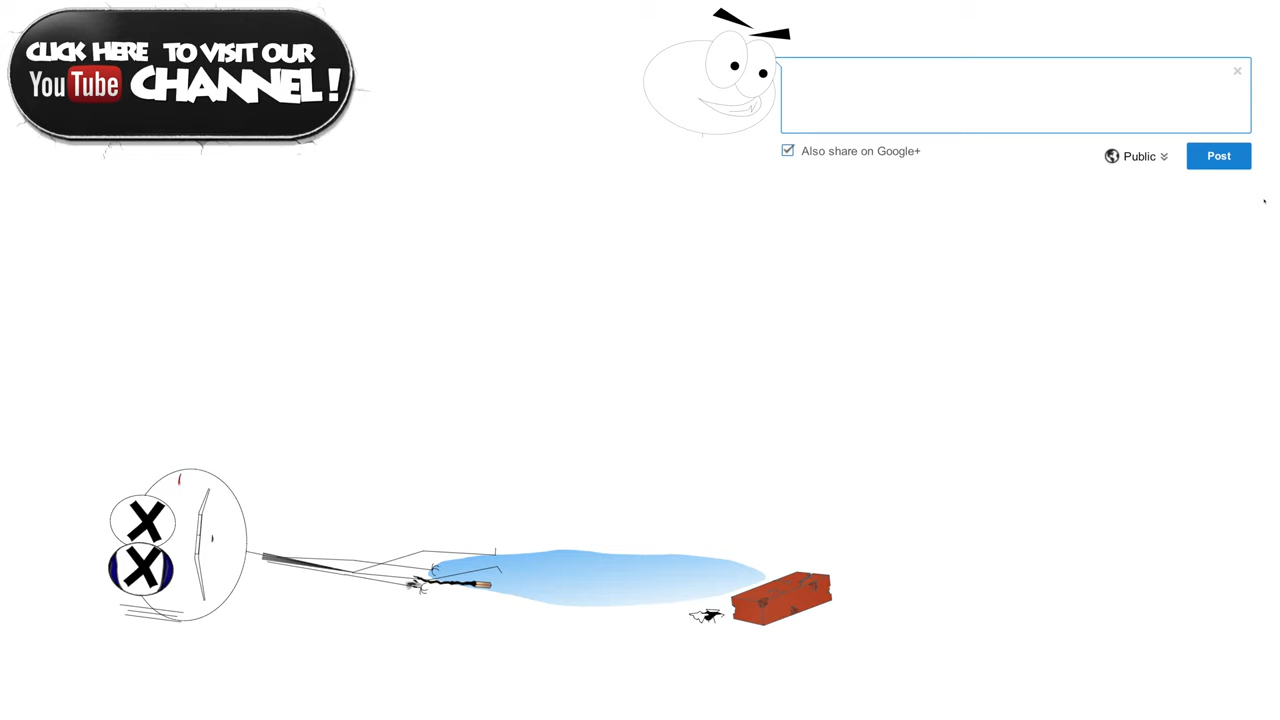 CLICK HERE TO VISIT OUR
YouTube CHANNEL!
Also share on Google+
Public
Post